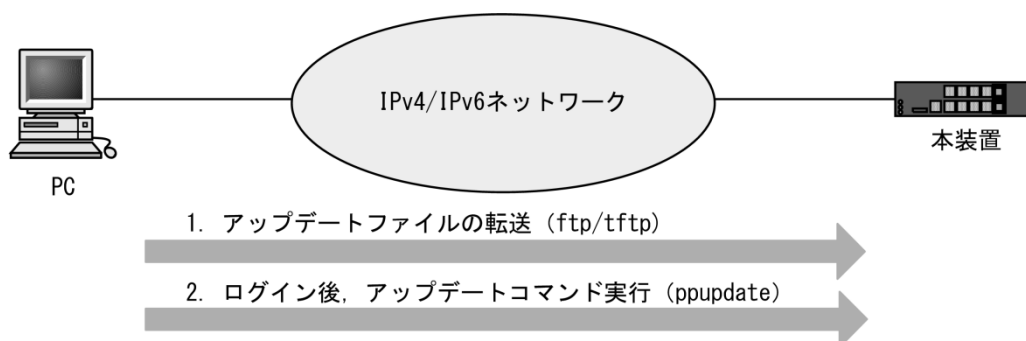 IPv4/IPv6ネットワーク
本装置
PC
1. アップデートファイルの転送 (ftp/tftp)
2. ログイン後, アップデートコマンド実行 (ppupdate)